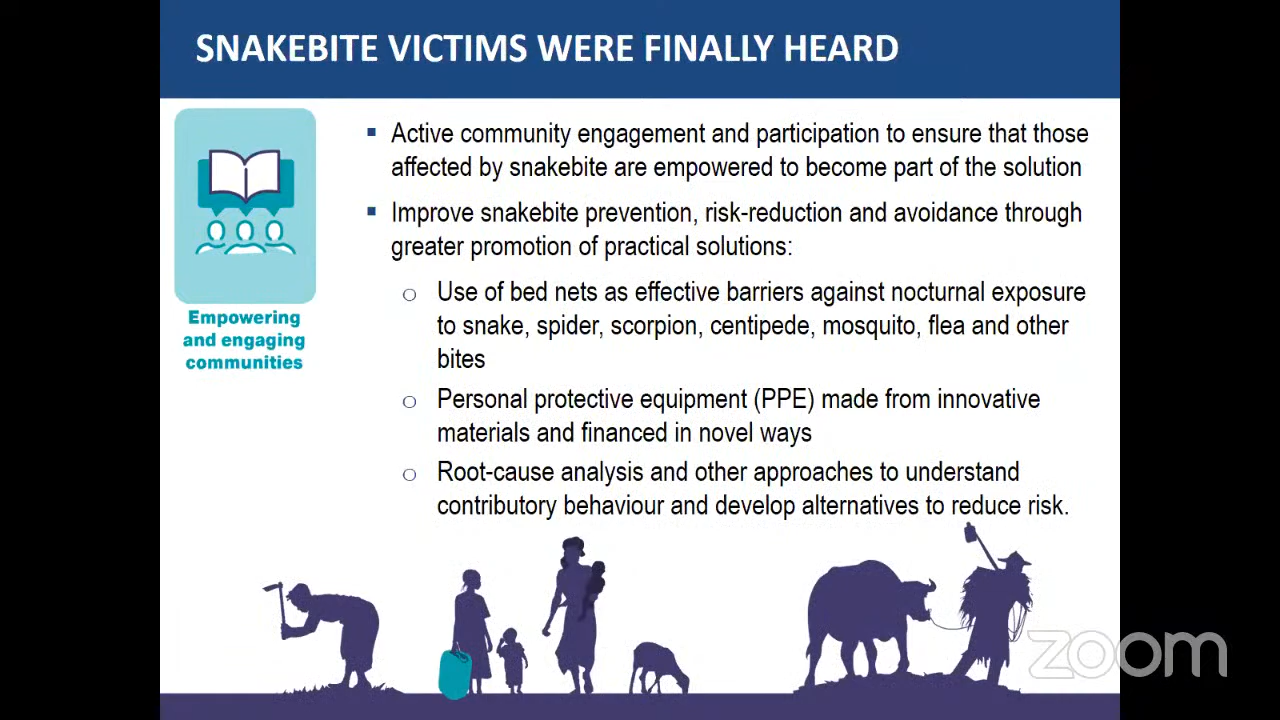 SNAKEBITE VICTIMS WERE FINALLY HEARD
Empowering
and engaging
communities
▪ Active community engagement and participation to ensure that those
affected by snakebite are empowered to become part of the solution
▪ Improve snakebite prevention, risk-reduction and avoidance through
greater promotion of practical solutions:
o Use of bed nets as effective barriers against nocturnal exposure
to snake, spider, scorpion, centipede, mosquito, flea and other
bites
o Personal protective equipment (PPE) made from innovative
materials and financed in novel ways
o Root-cause analysis and other approaches to understand
contributory behaviour and develop alternatives to reduce risk.
zoom